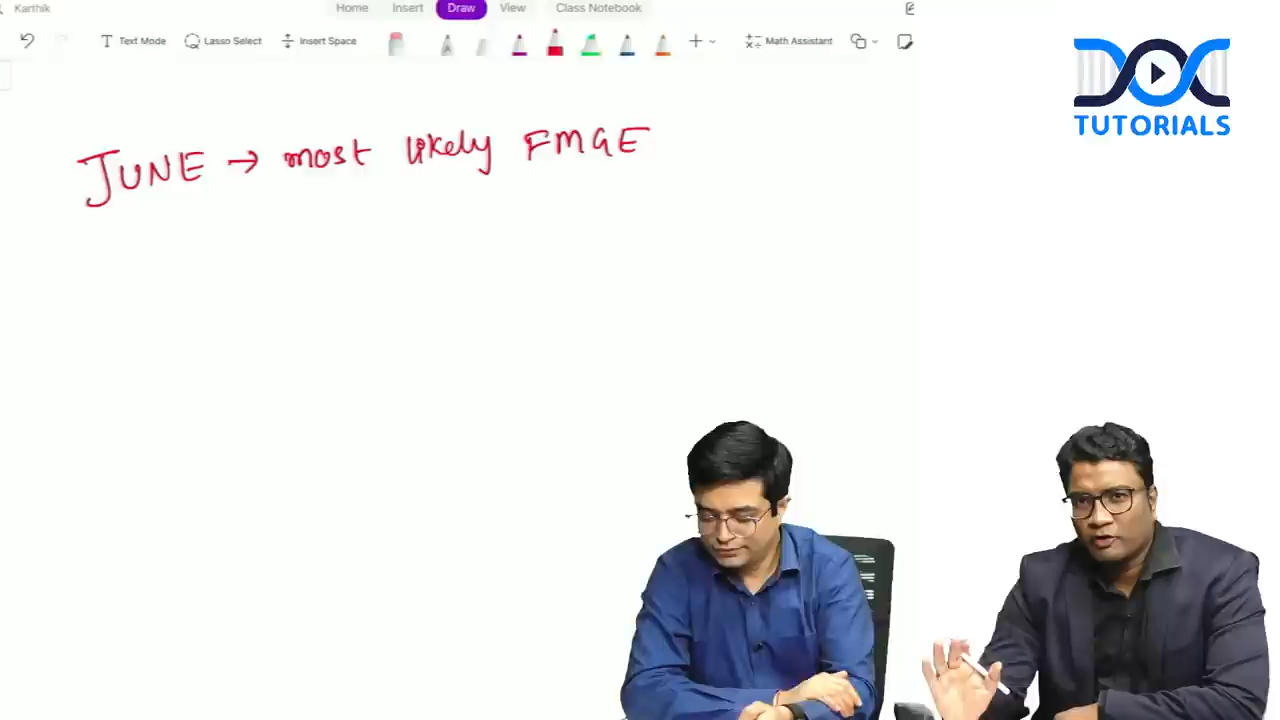 Karthik
Home Insert Draw View Class Notebook
Text Mode Lasso Select Insert Space Math Assistant
DOC
TUTORIALS
JUNE → most likely FMGE